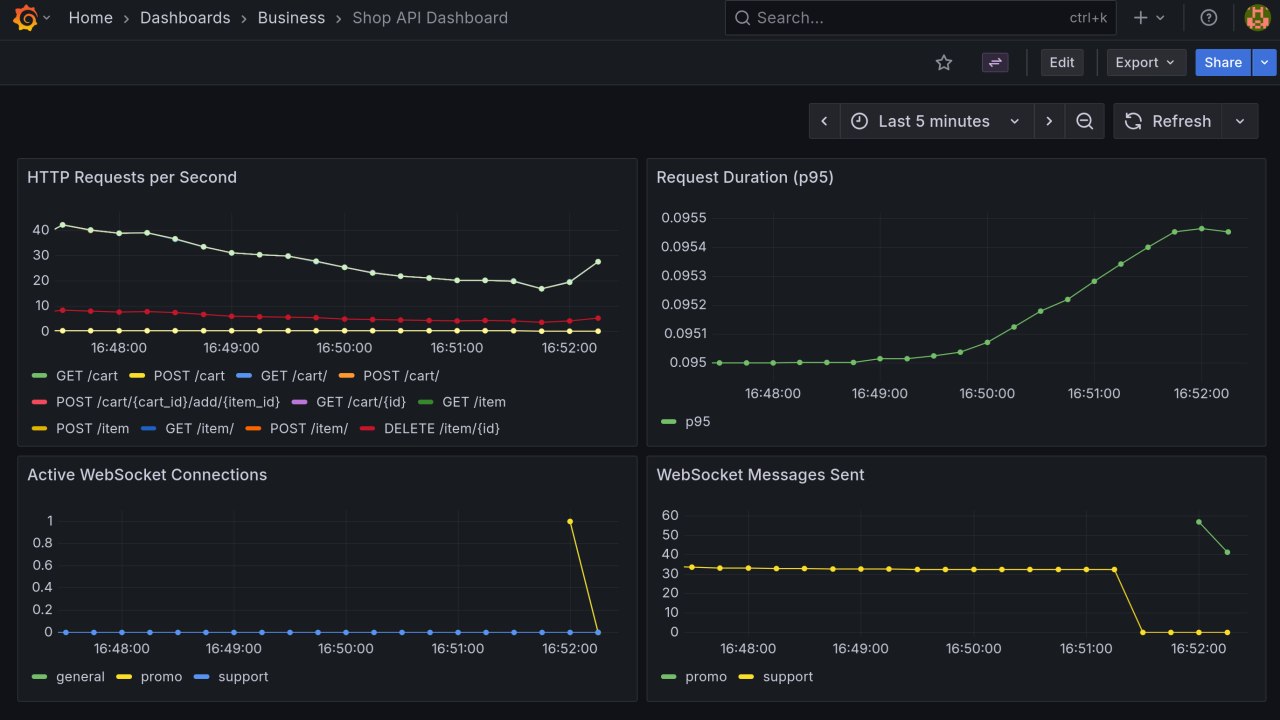 Home › Dashboards › Business › Shop API Dashboard
Search...
ctrl+k
Edit
Export
Share
Last 5 minutes
Refresh
HTTP Requests per Second
40
30
20
10
0
16:48:00 16:49:00 16:50:00 16:51:00 16:52:00
GET /cart POST /cart GET /cart/ POST /cart/
POST /cart/{cart_id}/add/{item_id} GET /cart/{id} GET /item
POST /item GET /item/ POST /item/ DELETE /item/{id}
Request Duration (p95)
0.0955
0.0954
0.0953
0.0952
0.0951
0.095
16:48:00 16:49:00 16:50:00 16:51:00 16:52:00
p95
Active WebSocket Connections
1
0.8
0.6
0.4
0.2
0
16:48:00 16:49:00 16:50:00 16:51:00 16:52:00
general promo support
WebSocket Messages Sent
60
50
40
30
20
10
0
16:48:00 16:49:00 16:50:00 16:51:00 16:52:00
promo support